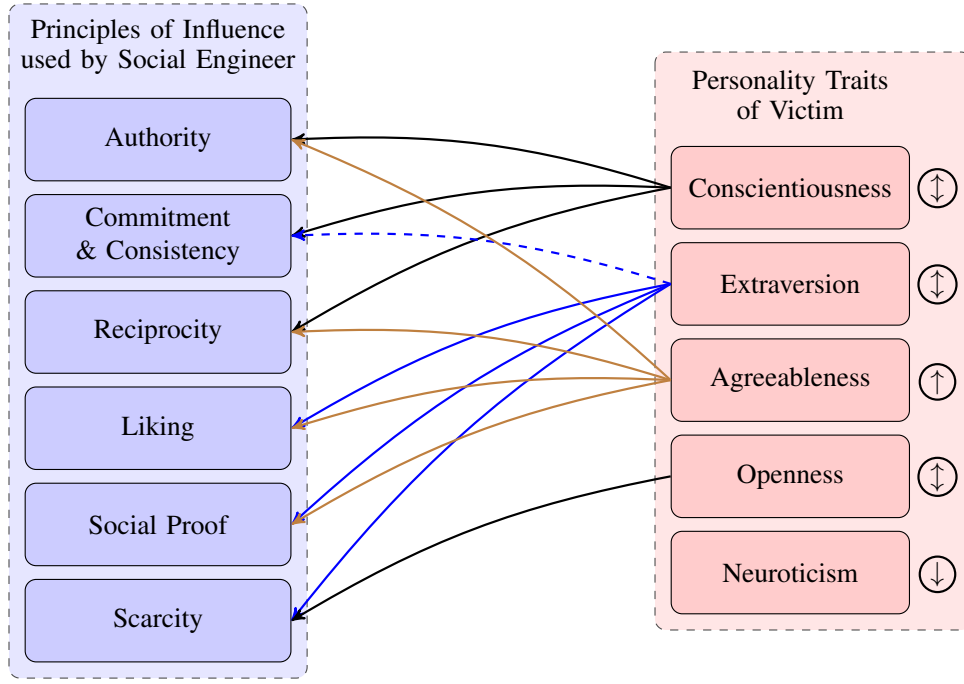 Principles of Influence
used by Social Engineer
Authority
Commitment
& Consistency
Reciprocity
Liking
Social Proof
Scarcity
Personality Traits
of Victim
Conscientiousness
↕
Extraversion
↕
Agreeableness
↑
Openness
↕
Neuroticism
↓